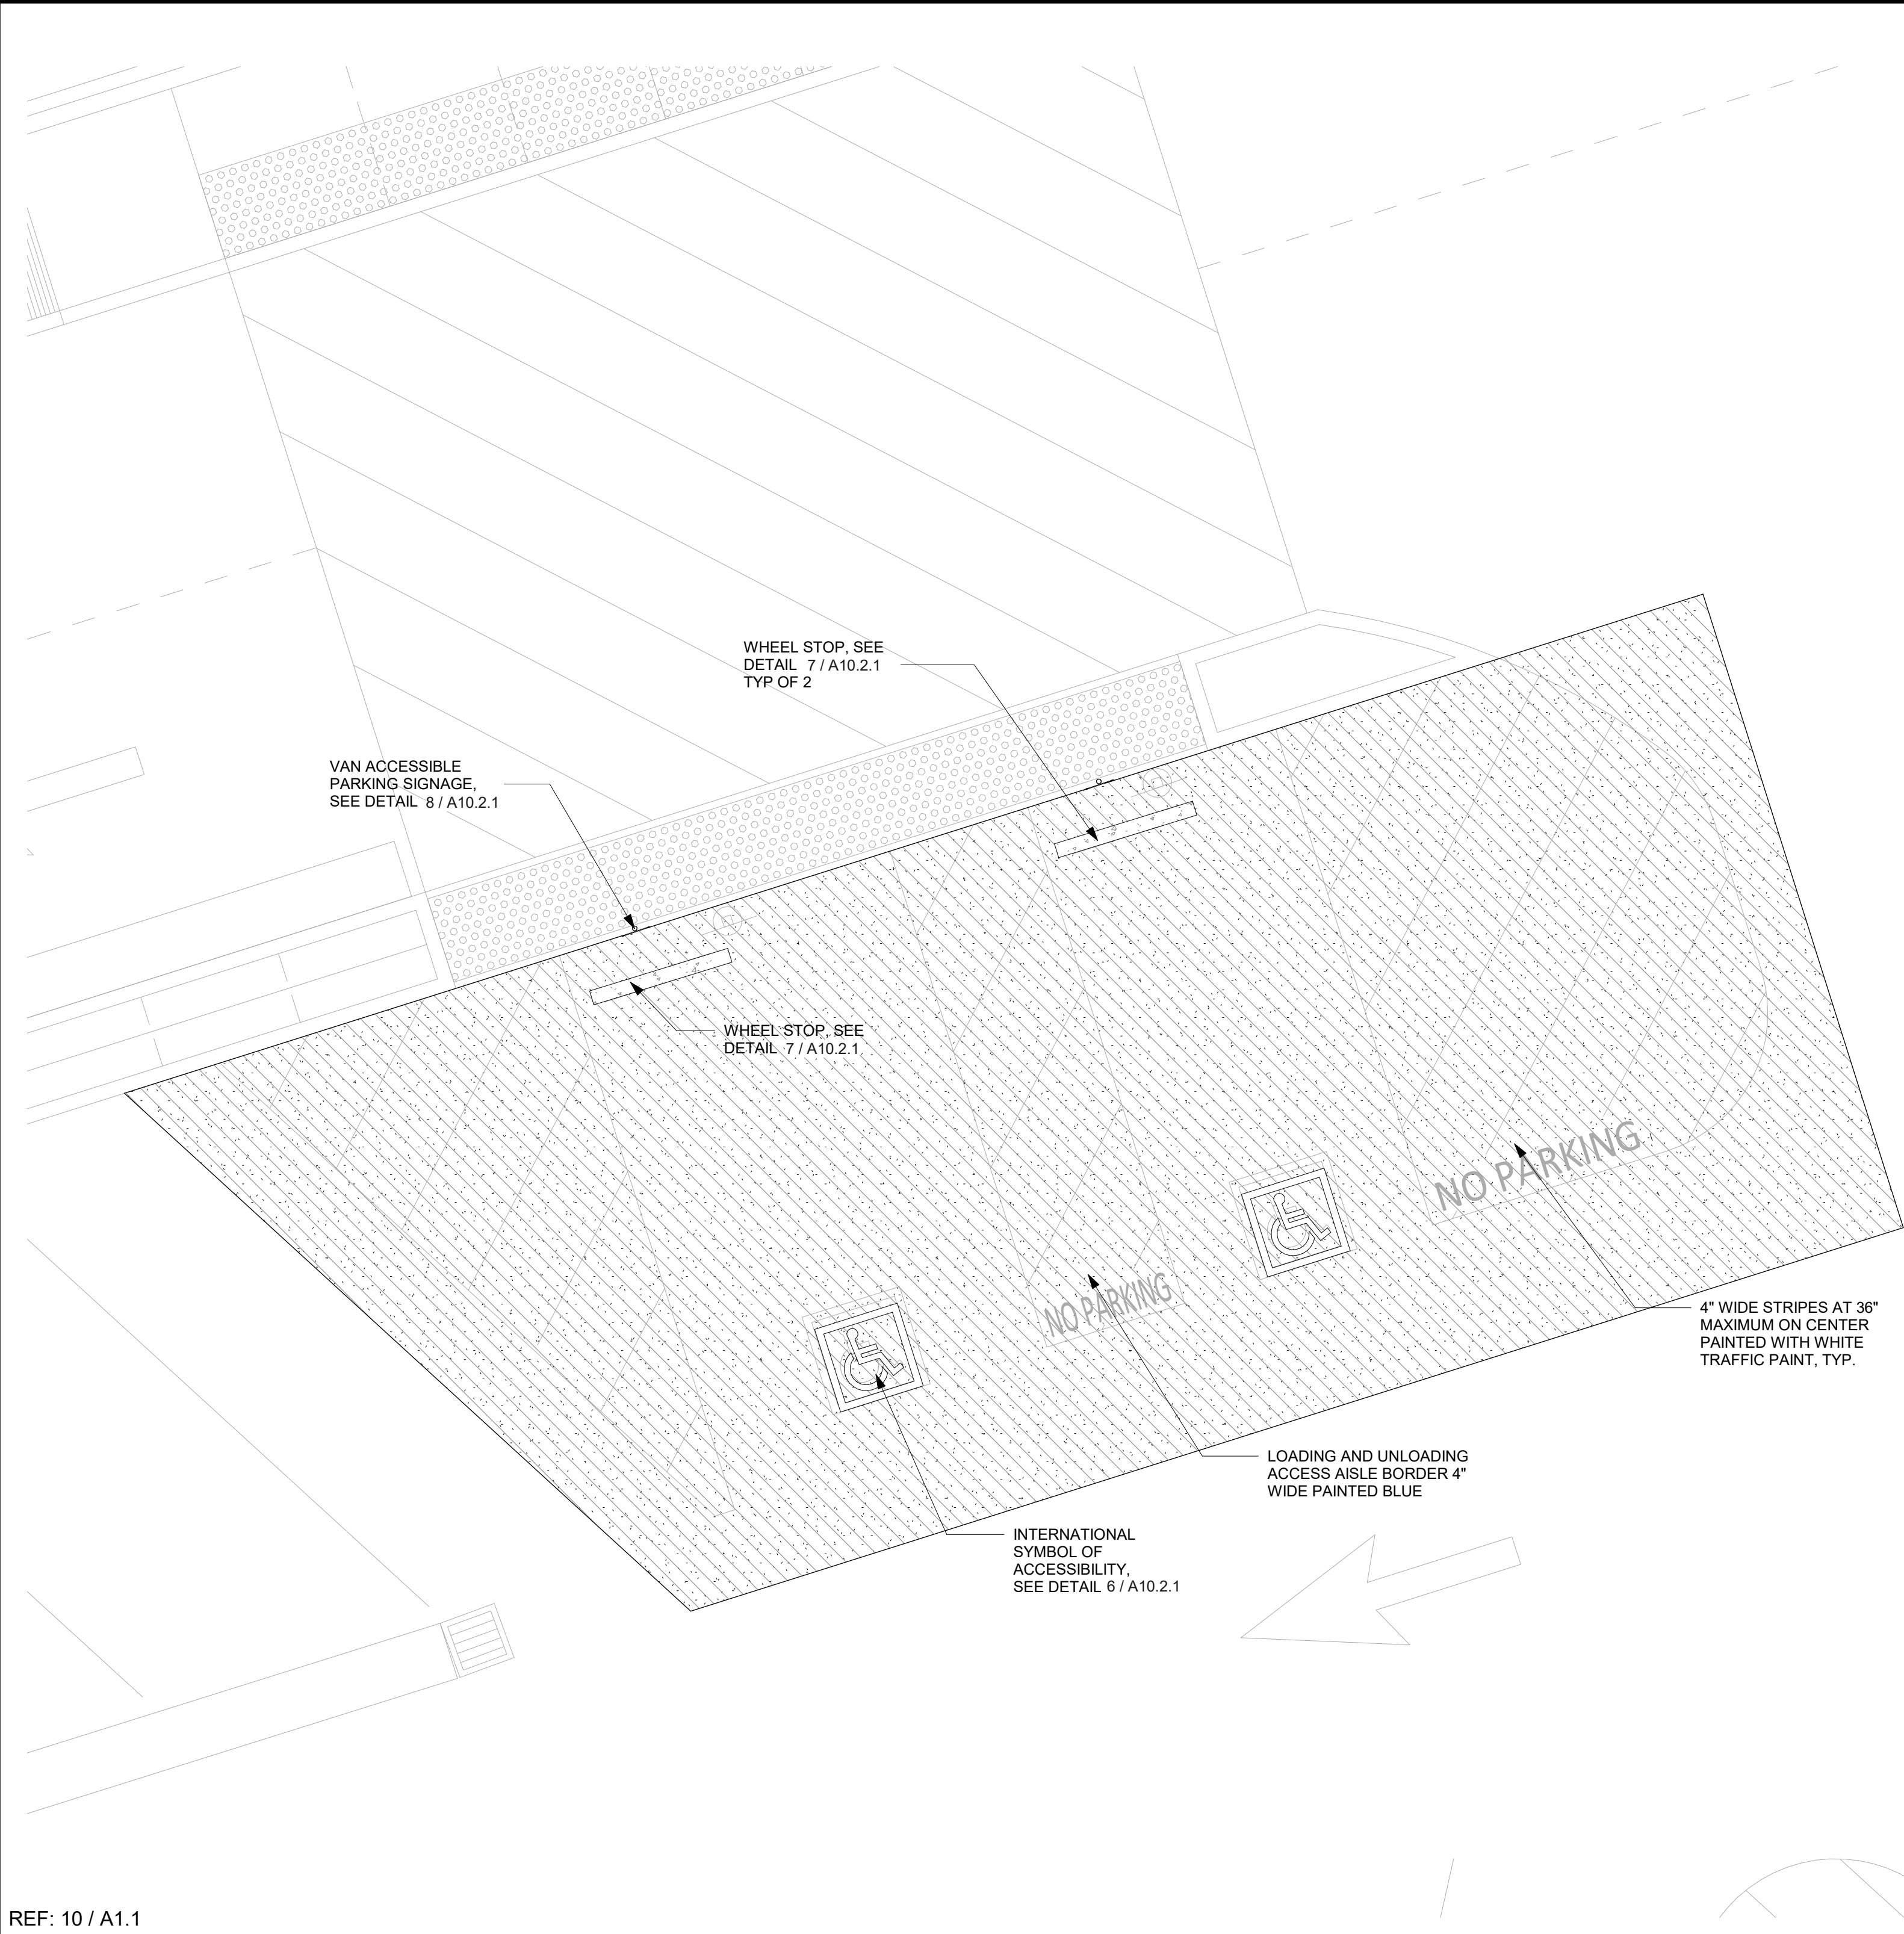 WHEEL STOP, SEE
DETAIL 7 / A10.2.1
TYP OF 2
VAN ACCESSIBLE
PARKING SIGNAGE,
SEE DETAIL 8 / A10.2.1
WHEEL STOP, SEE
DETAIL 7 / A10.2.1
NO PARKING
NO PARKING
4" WIDE STRIPES AT 36"
MAXIMUM ON CENTER
PAINTED WITH WHITE
TRAFFIC PAINT, TYP.
LOADING AND UNLOADING
ACCESS AISLE BORDER 4"
WIDE PAINTED BLUE
INTERNATIONAL
SYMBOL OF
ACCESSIBILITY,
SEE DETAIL 6 / A10.2.1
REF: 10 / A1.1